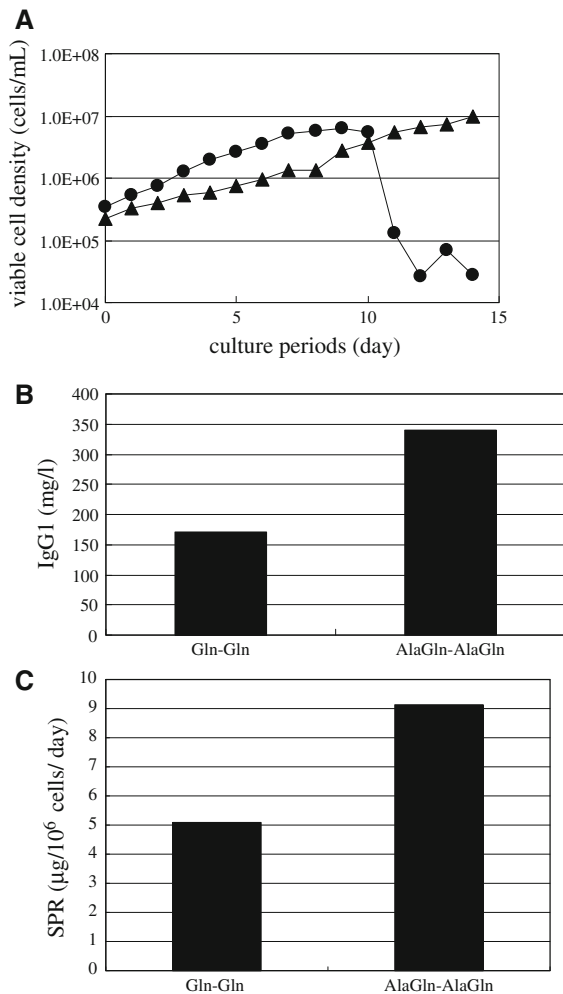 A
viable cell density (cells/mL)
1.0E+08
1.0E+07
1.0E+06
1.0E+05
1.0E+04
0
5
10
15
culture periods (day)
B
IgG1 (mg/l)
400
350
300
250
200
150
100
50
0
Gln-Gln
AlaGln-AlaGln
C
SPR (μg/10⁶ cells/ day)
10
9
8
7
6
5
4
3
2
1
0
Gln-Gln
AlaGln-AlaGln